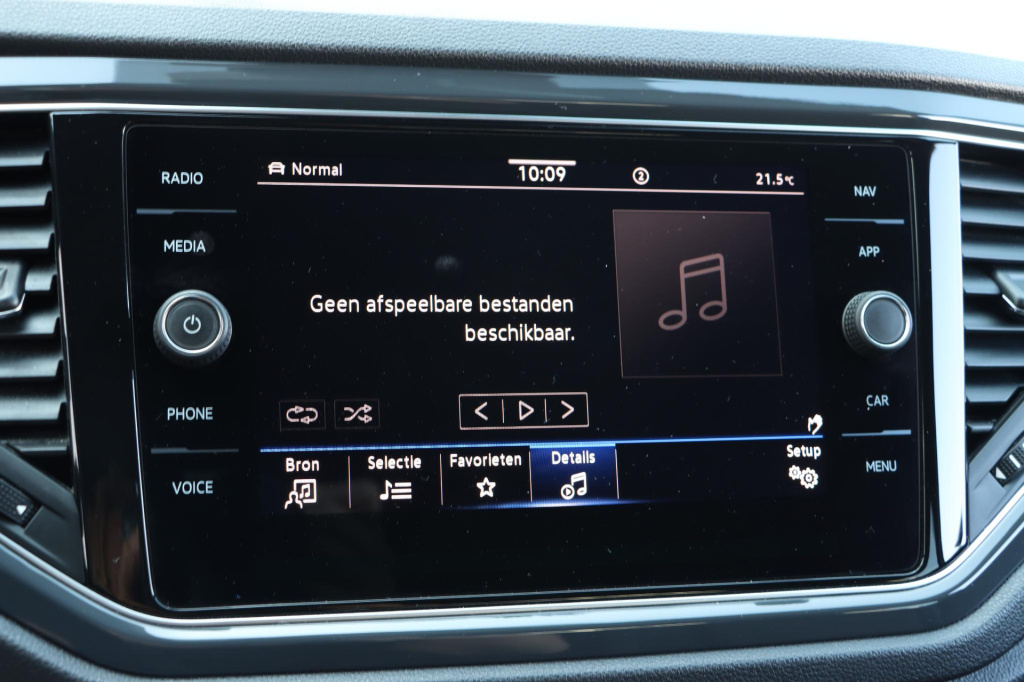 RADIO
MEDIA
PHONE
VOICE
Normal
10:09
2
21.5°C
Geen afspeelbare bestanden
beschikbaar.
Bron
Selectie
Favorieten
Details
Setup
NAV
APP
CAR
MENU